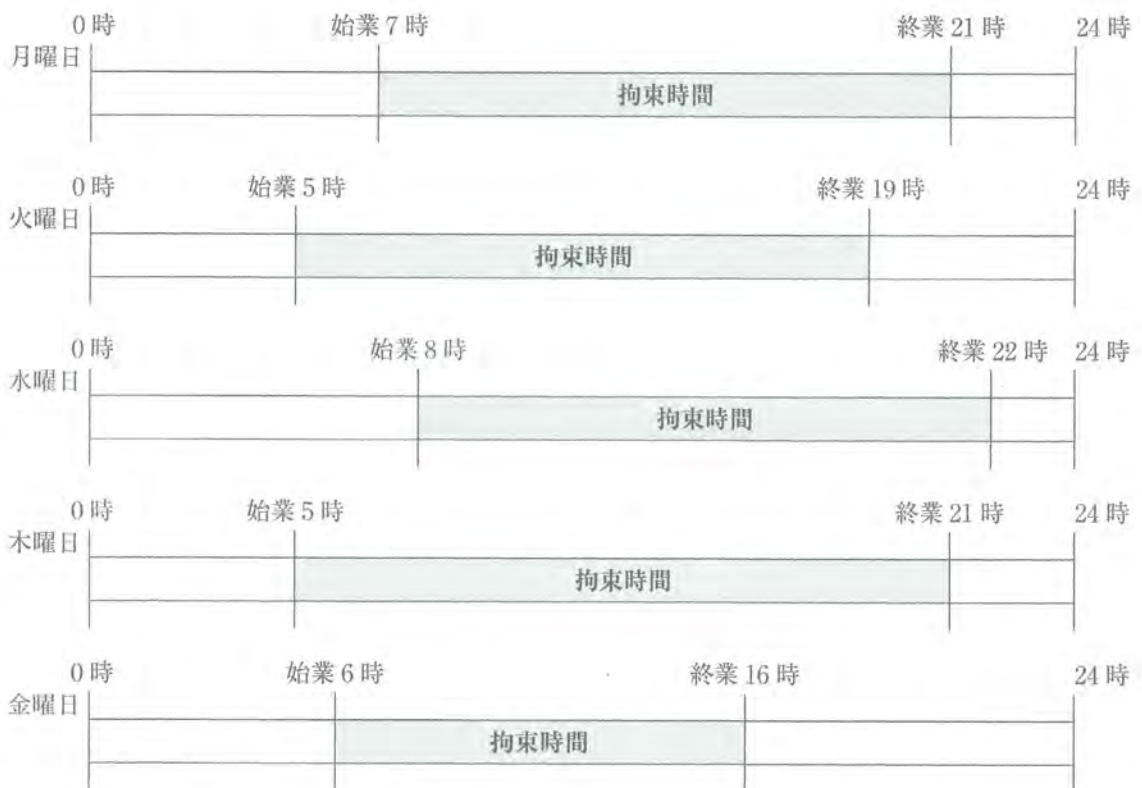 0時 始業7時 終業21時 24時
月曜日
拘束時間
0時 始業5時 終業19時 24時
火曜日
拘束時間
0時 始業8時 終業22時 24時
水曜日
拘束時間
0時 始業5時 終業21時 24時
木曜日
拘束時間
0時 始業6時 終業16時 24時
金曜日
拘束時間